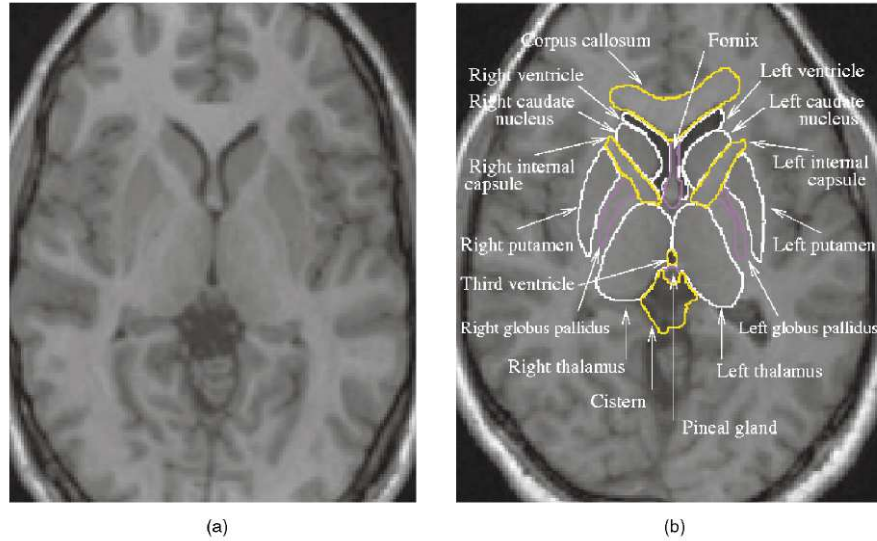 Corpus callosum
Fornix
Right ventricle
Left ventricle
Right caudate
nucleus
Left caudate
nucleus
Right internal
capsule
Left internal
capsule
Right putamen
Left putamen
Third ventricle
Right globus pallidus
Left globus pallidus
Right thalamus
Left thalamus
Cistern
Pineal gland
(a)
(b)